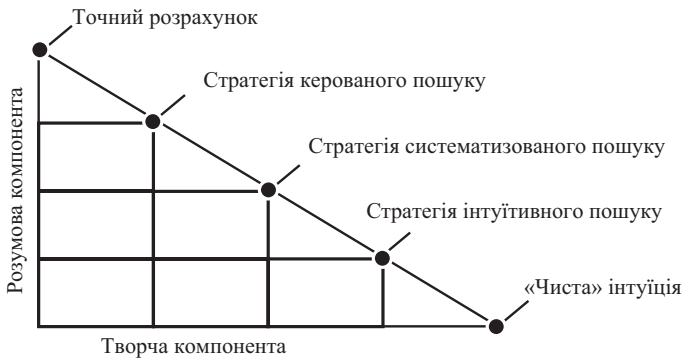 Точний розрахунок
Стратегія керованого пошуку
Стратегія систематизованого пошуку
Стратегія інтуїтивного пошуку
«Чиста» інтуїція
Розумова компонента
Творча компонента